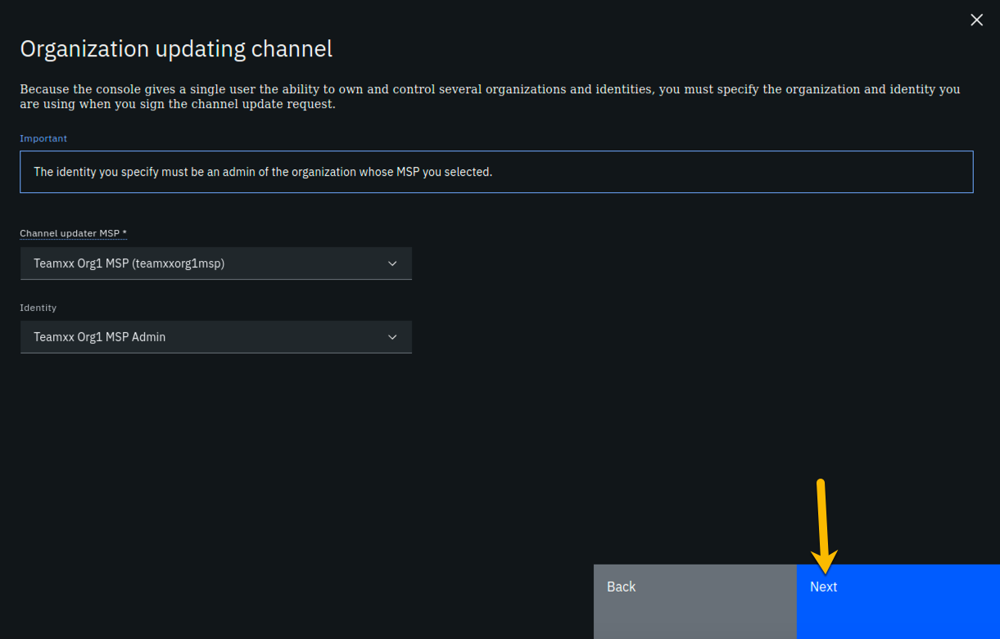 Organization updating channel
Because the console gives a single user the ability to own and control several organizations and identities, you must specify the organization and identity you
are using when you sign the channel update request.
Important
The identity you specify must be an admin of the organization whose MSP you selected.
Channel updater MSP *
Teamxx Org1 MSP (teamxxorg1msp)
Identity
Teamxx Org1 MSP Admin
Back
Next